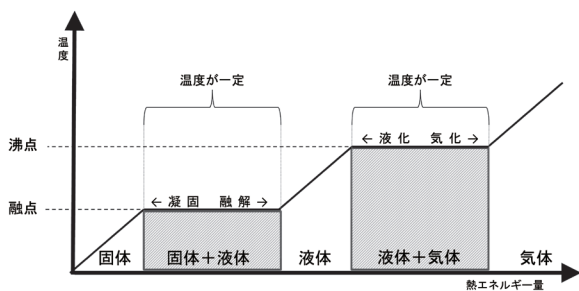 温度
温度が一定
温度が一定
沸点
← 液 化 気 化 →
融点
← 凝 固 融 解 →
固体
固体＋液体
液体
液体＋気体
気体
熱エネルギー量